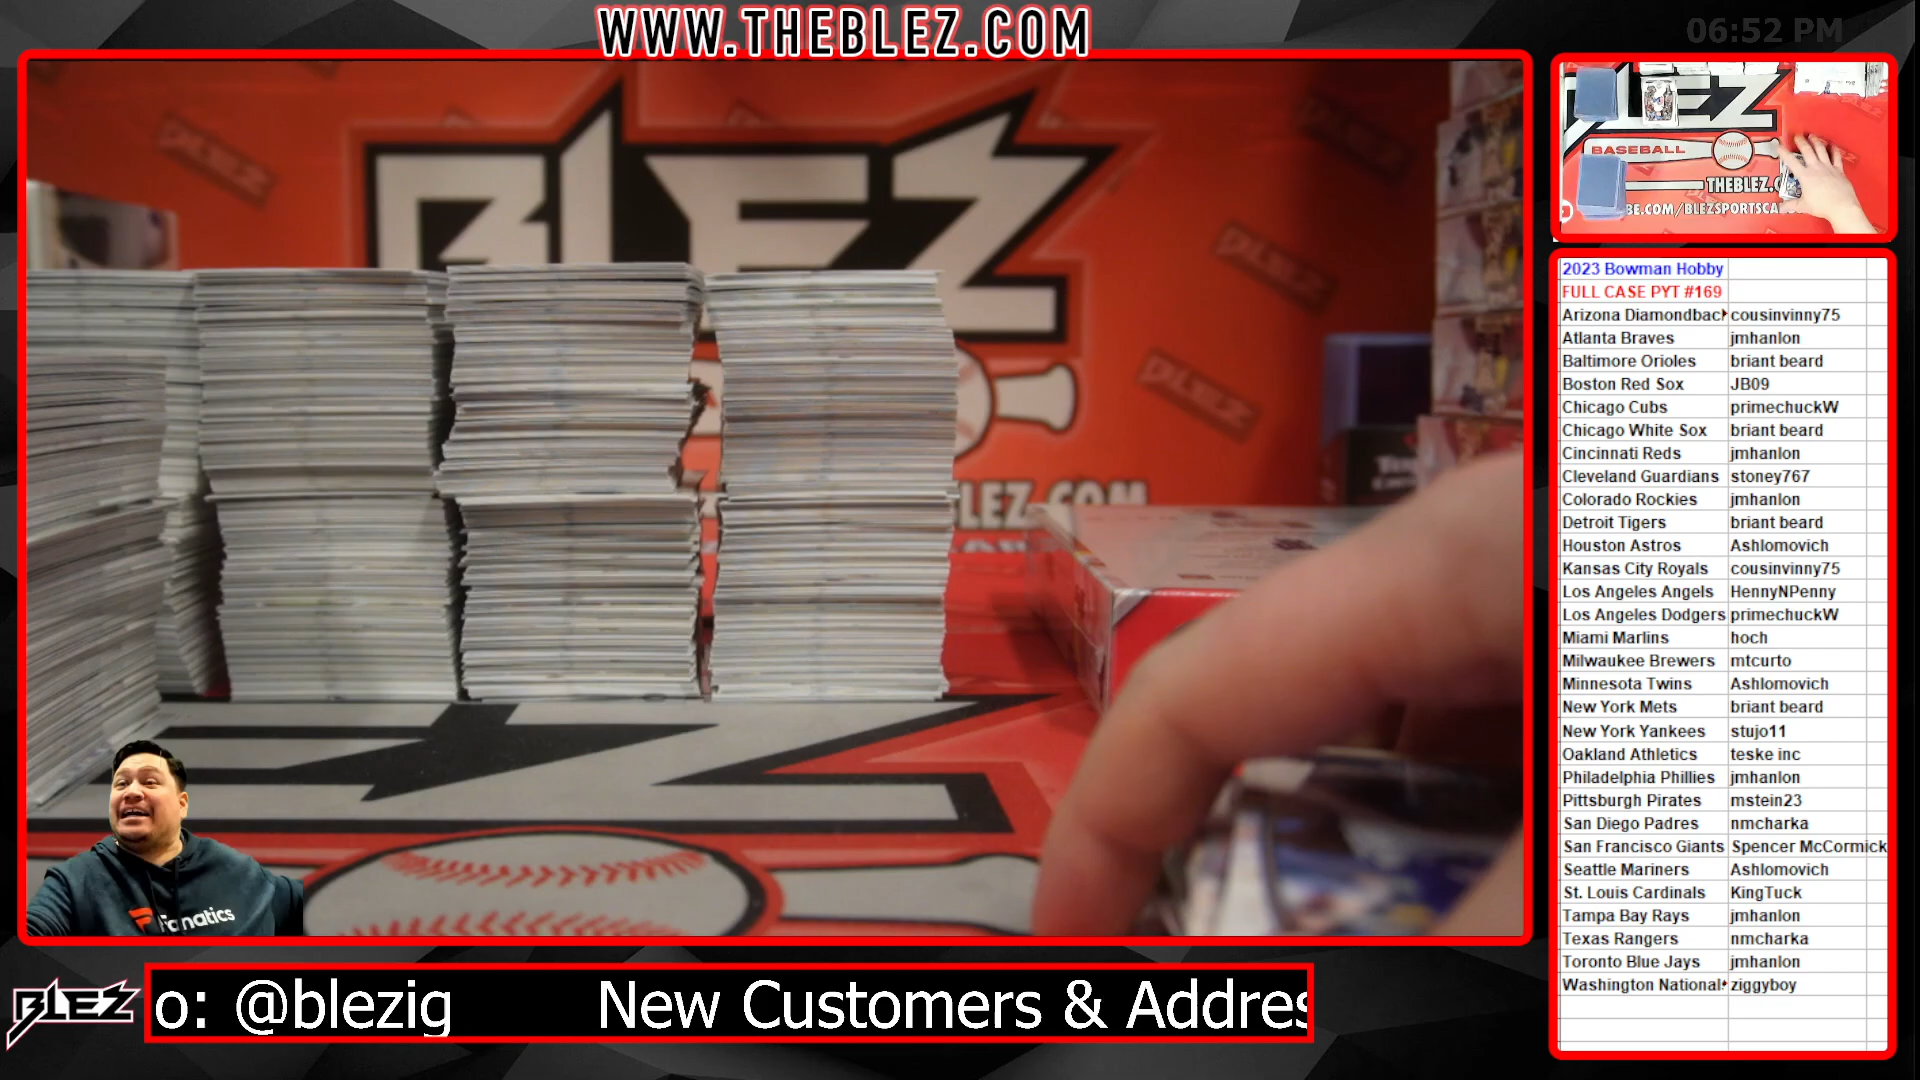 WWW.THEBLEZ.COM
06:52 PM
BLEZ
LEZ.COM
Fanatics
EZ
BASEBALL
THEBLEZ.C
BE.COM/BLEZSPORTSCA
2023 Bowman Hobby
FULL CASE PYT #169
Arizona Diamondback cousinvinny75
Atlanta Braves jmhanlon
Baltimore Orioles briant beard
Boston Red Sox JB09
Chicago Cubs primechuckW
Chicago White Sox briant beard
Cincinnati Reds jmhanlon
Cleveland Guardians stoney767
Colorado Rockies jmhanlon
Detroit Tigers briant beard
Houston Astros Ashlomovich
Kansas City Royals cousinvinny75
Los Angeles Angels HennyNPenny
Los Angeles Dodgers primechuckW
Miami Marlins hoch
Milwaukee Brewers mtcurto
Minnesota Twins Ashlomovich
New York Mets briant beard
New York Yankees stujo11
Oakland Athletics teske inc
Philadelphia Phillies jmhanlon
Pittsburgh Pirates mstein23
San Diego Padres nmcharka
San Francisco Giants Spencer McCormick
Seattle Mariners Ashlomovich
St. Louis Cardinals KingTuck
Tampa Bay Rays jmhanlon
Texas Rangers nmcharka
Toronto Blue Jays jmhanlon
Washington National ziggyboy
BLEZ
o: @blezig New Customers & Addres